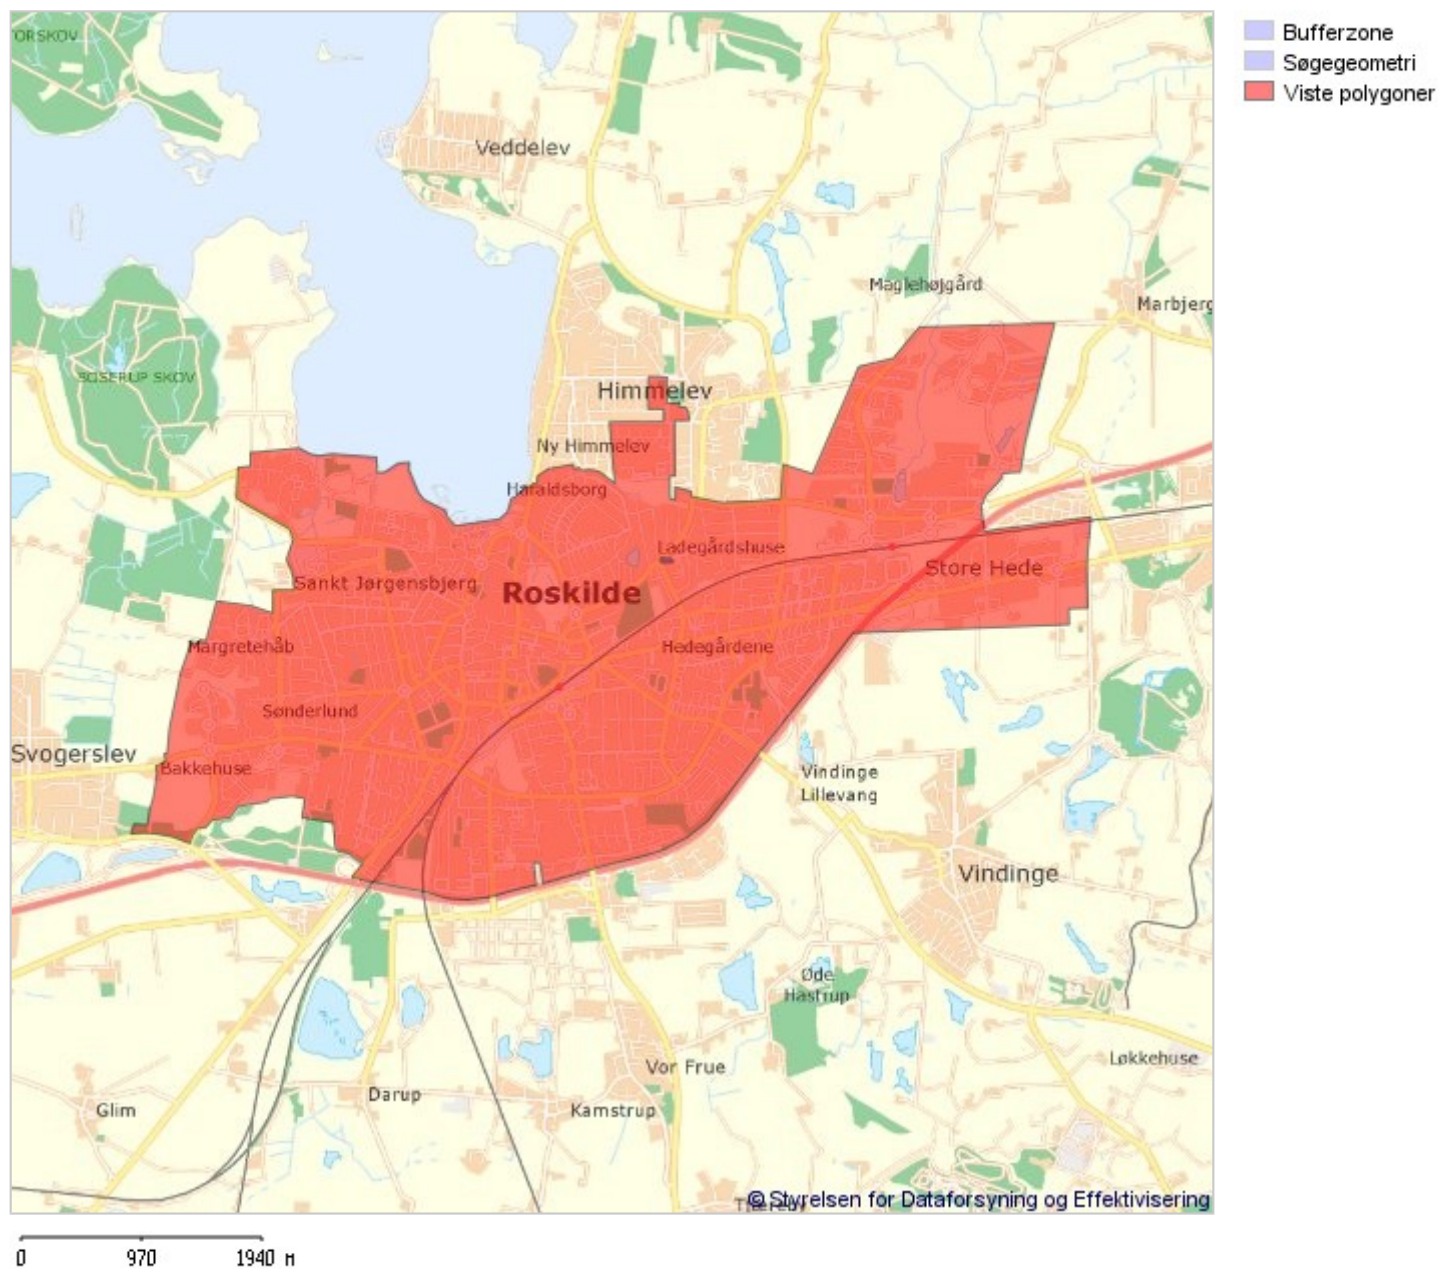 TORSKOV
Bufferzone
Søgegeometri
Viste polygoner
Veddelev
Maglehøjgård
Marbjerg
BOSERUP SKOV
Himmelev
Ny Himmelev
Haraldsborg
Ladegårdshuse
Store Hede
Sankt Jørgensbjerg
Roskilde
Margretehåb
Hedegårdene
Sønderlund
Svogerslev
Bakkehuse
Vindinge
Lillevang
Vindinge
Øde
Hastrup
Løkkehuse
Vor Frue
Darup
Glim
Kamstrup
© Styrelsen for Dataforsyning og Effektivisering
0 970 1940 M